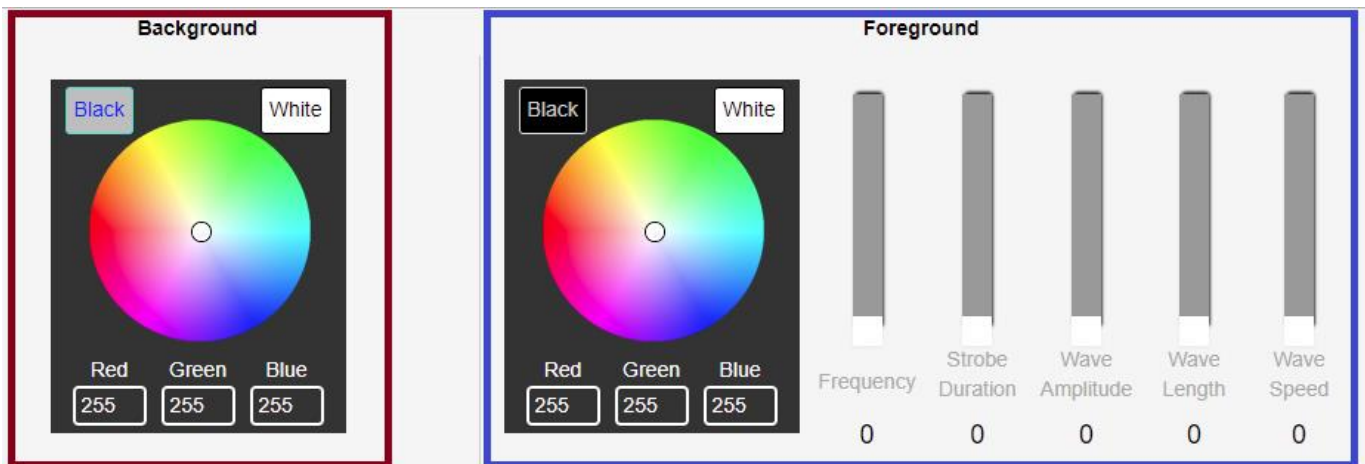 Background
Black White
Red Green Blue
255 255 255
Foreground
Black White
Red Green Blue
255 255 255
Frequency
Strobe
Duration
Wave
Amplitude
Wave
Length
Wave
Speed
0 0 0 0 0